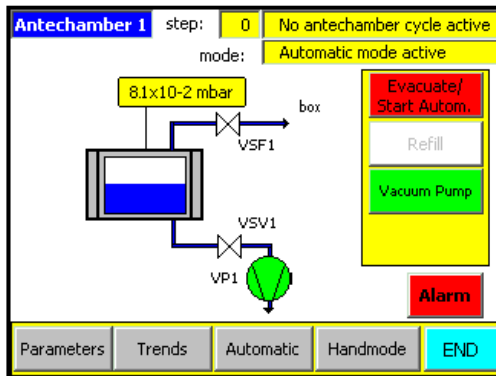 Antechamber 1 step: 0 No antechamber cycle active
mode: Automatic mode active
8.1x10-2 mbar
box
VSF1
Evacuate/
Start Autom.
Refill
Vacuum Pump
VSV1
VP1
Alarm
Parameters Trends Automatic Handmode END